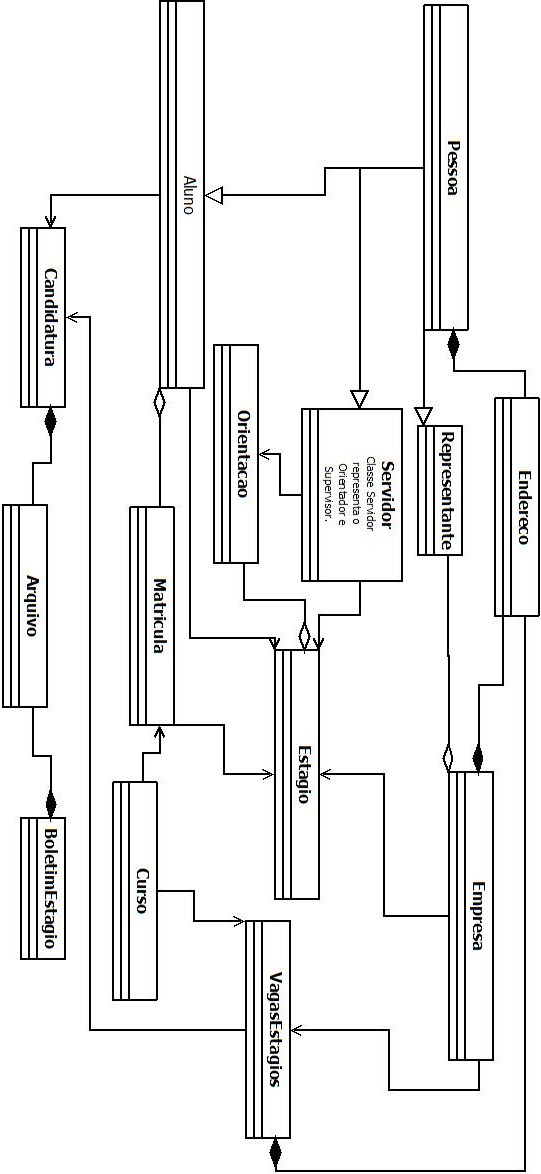 Pessoa
Endereco
Representante
Empresa
Servidor
Classe Servidor
representa o
Orientador e
Supervisor.
Orientacao
Estagio
VagasEstagios
Aluno
Matricula
Curso
Candidatura
Arquivo
BoletimEstagio